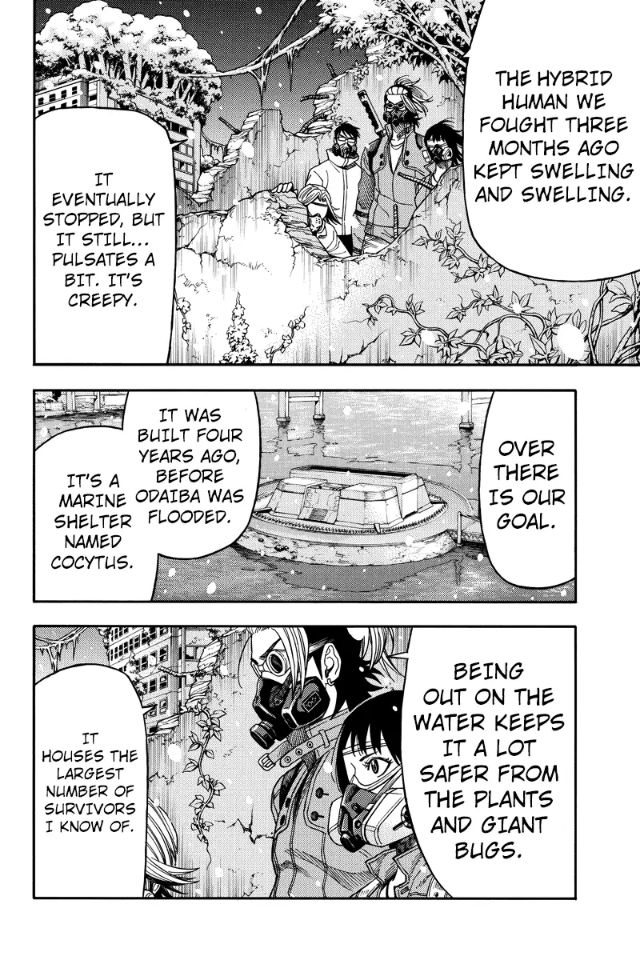 THE HYBRID
HUMAN WE
FOUGHT THREE
MONTHS AGO
KEPT SWELLING
AND SWELLING.
IT
EVENTUALLY
STOPPED, BUT
IT STILL...
PULSATES A
BIT. IT'S
CREEPY.
OVER
THERE
IS OUR
GOAL.
IT WAS
BUILT FOUR
YEARS AGO,
BEFORE
ODAIBA WAS
FLOODED.
IT'S A
MARINE
SHELTER
NAMED
COCYTUS.
BEING
OUT ON THE
WATER KEEPS
IT A LOT
SAFER FROM
THE PLANTS
AND GIANT
BUGS.
IT
HOUSES THE
LARGEST
NUMBER OF
SURVIVORS
I KNOW OF.